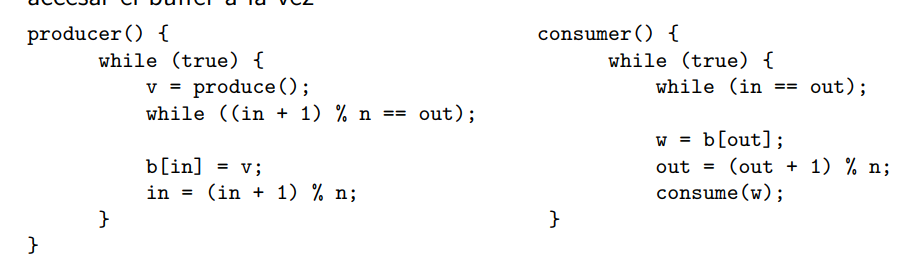 accesar el buffer a la vez
producer() {
while (true) {
v = produce();
while ((in + 1) % n == out);
b[in] = v;
in = (in + 1) % n;
}
}
consumer() {
while (true) {
while (in == out);
w = b[out];
out = (out + 1) % n;
consume(w);
}